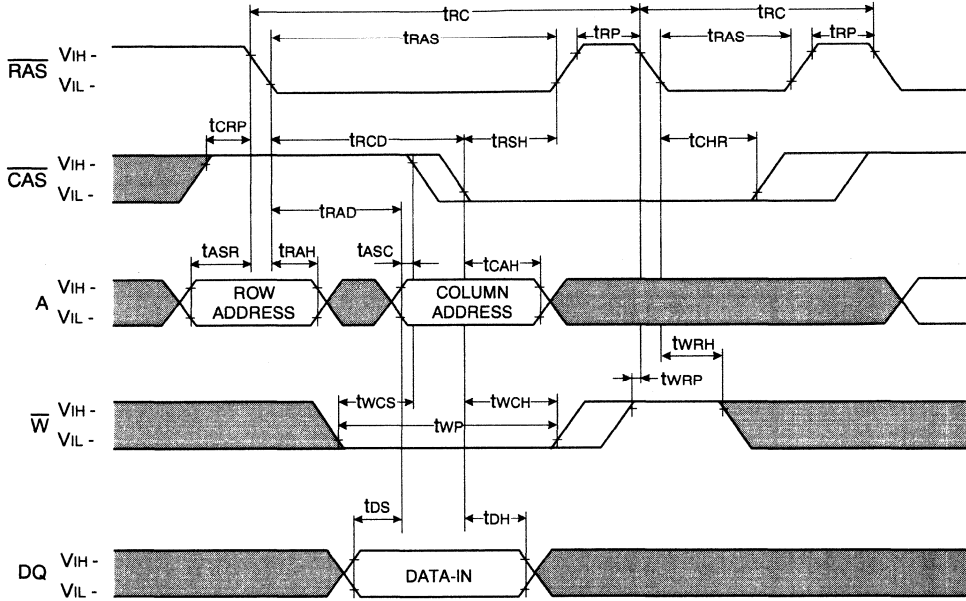 tRC tRC
tRAS tRP tRAS tRP
RAS VIH -
VIL -
tCRP tRCD tRSH tCHR
CAS VIH -
VIL -
tRAD
tASR tRAH tASC tCAH
A VIH -
VIL -
ROW ADDRESS
COLUMN ADDRESS
tWRH
tWRP
W VIH -
VIL -
tWCS tWCH
tWP
tDS tDH
DQ VIH -
VIL -
DATA-IN